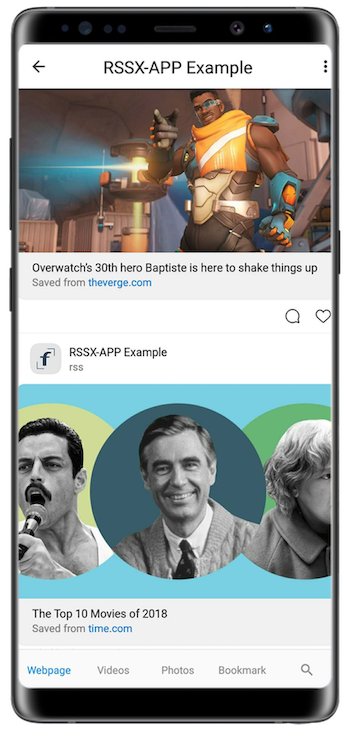 RSSX-APP Example
Overwatch's 30th hero Baptiste is here to shake things up
Saved from theverge.com
f
RSSX-APP Example
rss
The Top 10 Movies of 2018
Saved from time.com
Webpage Videos Photos Bookmark